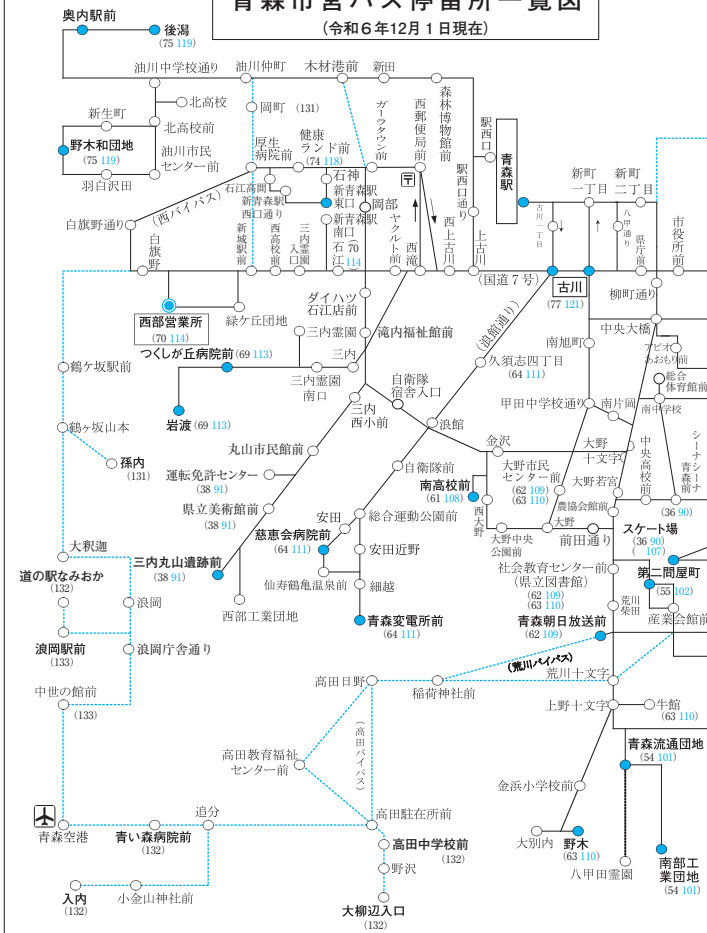 青森市営バス停留所一覧図
(令和6年12月1日現在)
奥内駅前
後潟
(75 119)
油川中学校通り
油川仲町
木材港前
新田
森林博物館前
北高校
岡町
(131)
新生町
北高校前
野木和団地
(75 119)
油川市民
センター前
羽白沢田
厚生
病院前
健康
ランド前
(74 118)
ガーラタウン前
西郵便局前
駅西口
駅西口通り
青森駅
新町
一丁目
新町
二丁目
古川一丁目
八甲通り
県庁前
市役所前
石江高間
新青森駅
西口通り
石神
新青森駅
東口
新青森駅
南口
岡部
(西バイパス)
白旗野通り
白旗野
新城駅前
西高校前
三内霊園
入口
石江
(70
114
ヤクルト前
西滝
西上古川
上古川
(国道7号)
古川
(77 121)
柳町通り
西部営業所
(70 114)
緑ケ丘団地
ダイハツ
石江店前
三内霊園
滝内福祉館前
(浪館通り)
中央大橋
南旭町
アピオ
あおもり前
つくしが丘病院前
(69 113)
三内
三内霊園
南口
久須志四丁目
(64 111)
総合
体育館前
鶴ケ坂駅前
岩渡
(69 113)
三内
西小前
自衛隊
宿舎入口
甲田中学校通り
南片岡
南中学校
鶴ヶ坂山本
浪館
孫内
(131)
丸山市民館前
金沢
大野
十文字
中央高校前
シーナシーナ
青森前
運転免許センター
(38 91)
自衛隊前
南高校前
(61 108)
大野市民
センター前
(62 109)
(63 110)
大野若宮
県立美術館前
(38 91)
総合運動公園前
西大野
農協会館前
(36 90)
安田
慈恵会病院前
(64 111)
大野中央
公園前
大野
前田通り
スケート場
(36 90)
(107)
大釈迦
三内丸山遺跡前
(38 91)
安田近野
社会教育センター前
(県立図書館)
(62 109)
(63 110)
第二問屋町
(55 102)
道の駅なみおか
(132)
浪岡
西部工業団地
仙寿鶴亀温泉前
細越
荒川
柴田
産業会館前
浪岡駅前
(133)
浪岡庁舎通り
青森変電所前
(64 111)
青森朝日放送前
(62 109)
(荒川バイパス)
中世の館前
(133)
高田日野
稲荷神社前
荒川十文字
上野十文字
牛館
(63 110)
(高田バイパス)
高田教育福祉
センター前
青森流通団地
(54 101)
金浜小学校前
青森空港
青い森病院前
(132)
追分
高田駐在所前
高田中学校前
(132)
大別内
野木
(63 110)
八甲田霊園
南部工
業団地
(54 101)
野沢
入内
(132)
小金山神社前
大柳辺入口
(132)